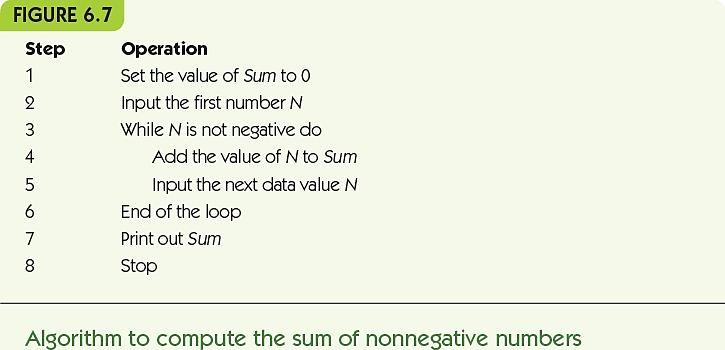 FIGURE 6.7
Step Operation
1 Set the value of Sum to 0
2 Input the first number N
3 While N is not negative do
4 Add the value of N to Sum
5 Input the next data value N
6 End of the loop
7 Print out Sum
8 Stop
Algorithm to compute the sum of nonnegative numbers